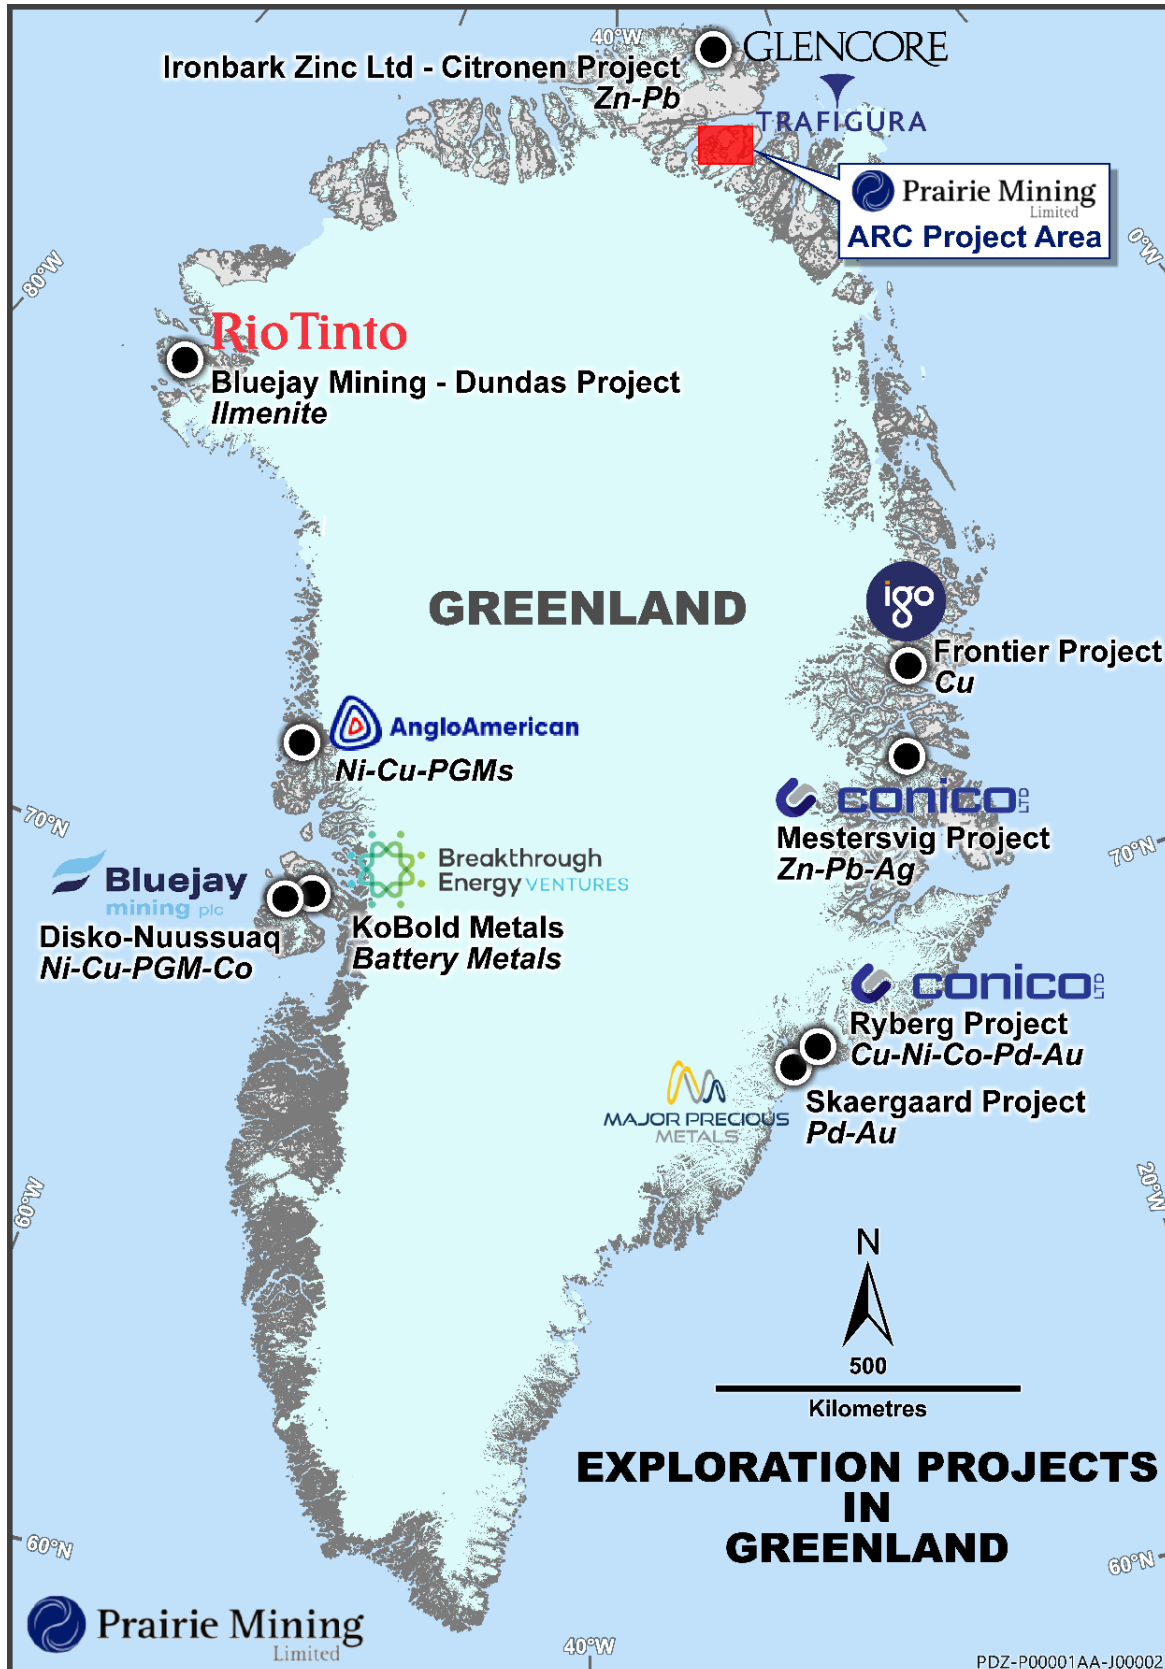 40°W
GLENCORE
Ironbark Zinc Ltd - Citronen Project
Zn-Pb
TRAFIGURA
Prairie Mining
Limited
ARC Project Area
80°W
0°W
RioTinto
Bluejay Mining - Dundas Project
Ilmenite
GREENLAND
igo
Frontier Project
Cu
AngloAmerican
Ni-Cu-PGMs
conico LTD
Mestersvig Project
Zn-Pb-Ag
70°N
70°N
Bluejay
mining plc
Disko-Nuussuaq
Ni-Cu-PGM-Co
Breakthrough
Energy VENTURES
KoBold Metals
Battery Metals
conico LTD
Ryberg Project
Cu-Ni-Co-Pd-Au
MAJOR PRECIOUS
METALS
Skaergaard Project
Pd-Au
60°W
20°W
N
500
Kilometres
EXPLORATION PROJECTS
IN
GREENLAND
60°N
60°N
Prairie Mining
Limited
40°W
PDZ-P00001AA-J00002